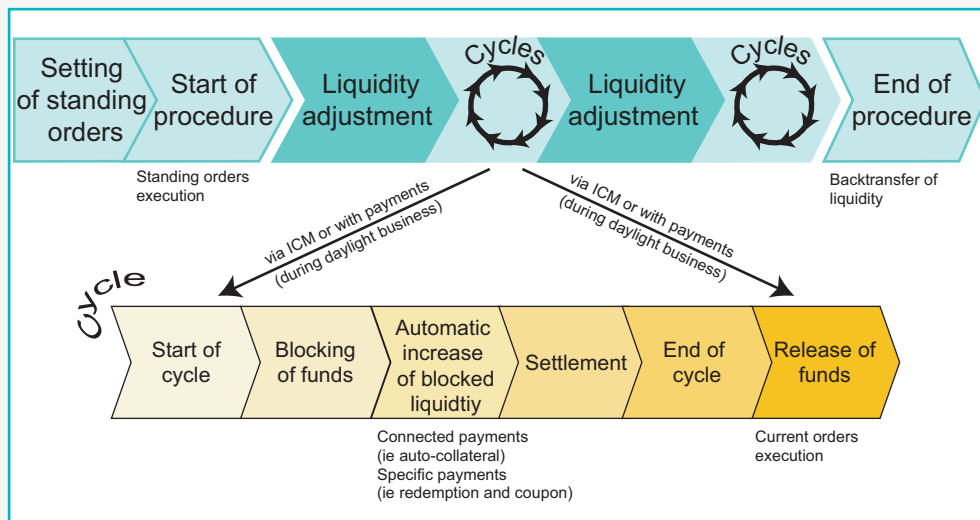 Setting
of standing
orders
Start of
procedure
Liquidity
adjustment
Cycles
Liquidity
adjustment
Cycles
End of
procedure
Standing orders
execution
Backtransfer of
liquidity
via ICM or with payments
(during daylight business)
via ICM or with payments
(during daylight business)
Cycle
Start of
cycle
Blocking
of funds
Automatic
increase
of blocked
liquidtiy
Settlement
End of
cycle
Release of
funds
Connected payments
(ie auto-collateral)
Specific payments
(ie redemption and coupon)
Current orders
execution